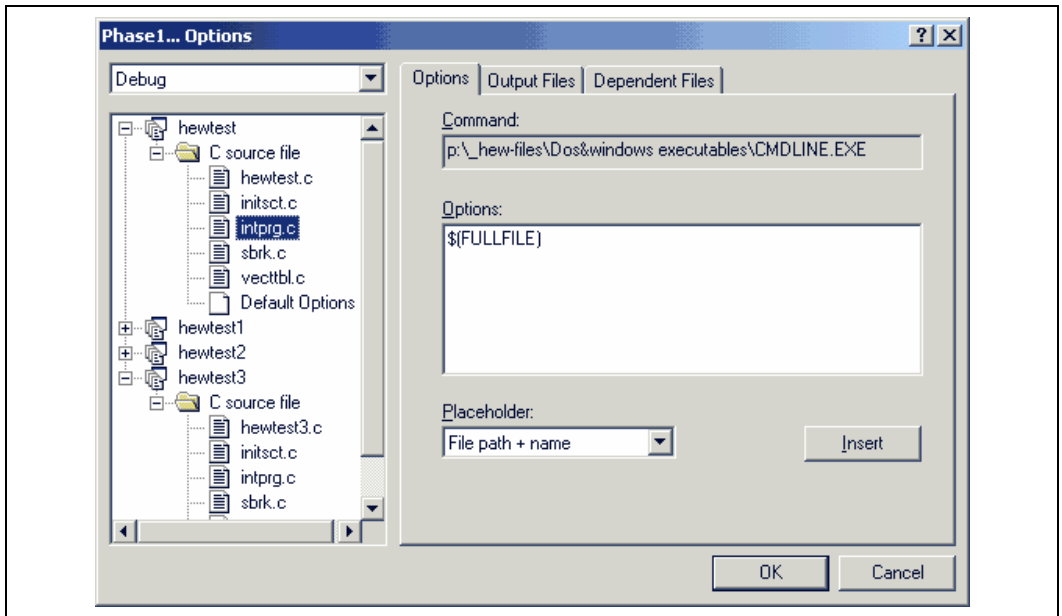 Phase1... Options
Debug
hewtest
C source file
hewtest.c
initsct.c
intprg.c
sbrk.c
vecttbl.c
Default Options
hewtest1
hewtest2
hewtest3
C source file
hewtest3.c
initsct.c
intprg.c
sbrk.c
Options Output Files Dependent Files
Command:
p:\_hew-files\Dos&windows executables\CMDLINE.EXE
Options:
$(FULLFILE)
Placeholder:
File path + name
Insert
OK Cancel